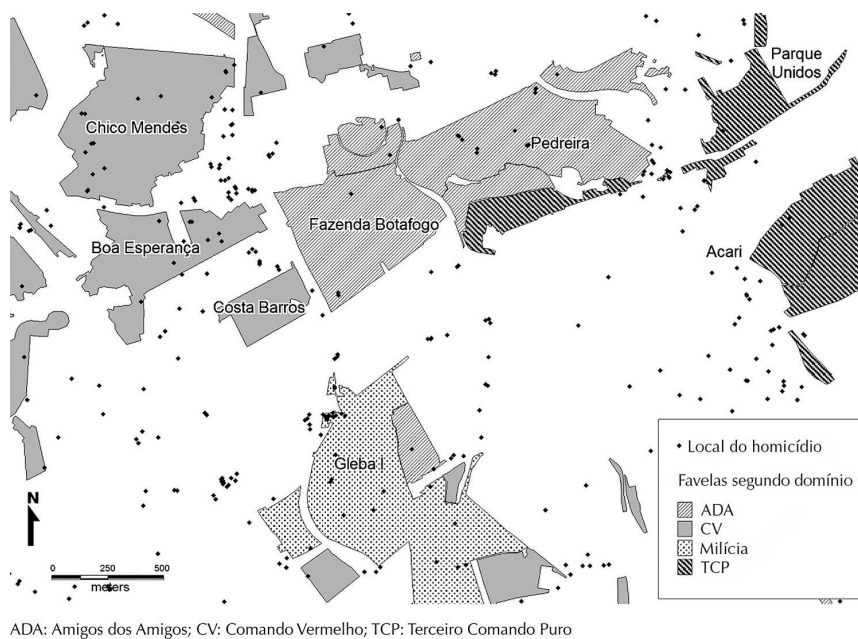 Parque
Unidos
Chico Mendes
Pedreira
Fazenda Botafogo
Boa Esperança
Acari
Costa Barros
Gleba I
N
0 250 500
meters
Local do homicídio
Favelas segundo domínio
ADA
CV
Milícia
TCP
ADA: Amigos dos Amigos; CV: Comando Vermelho; TCP: Terceiro Comando Puro